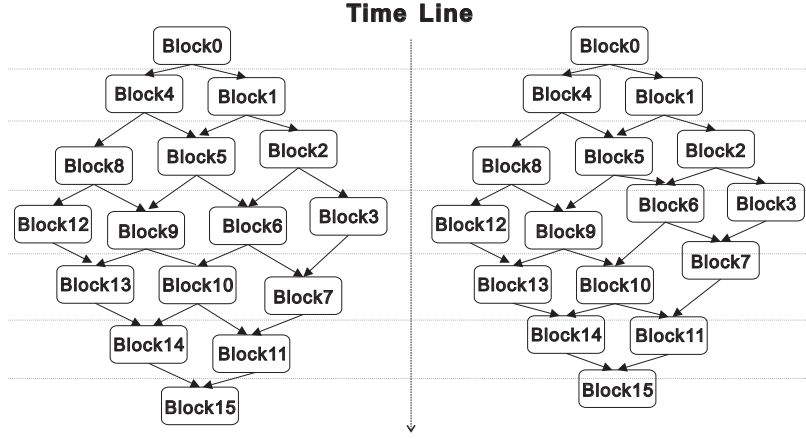 Time Line
Block0
Block4 Block1
Block8 Block5 Block2
Block12 Block9 Block6 Block3
Block13 Block10 Block7
Block14 Block11
Block15
Block0
Block4 Block1
Block8 Block5 Block2
Block12 Block9 Block6 Block3
Block13 Block10 Block7
Block14 Block11
Block15